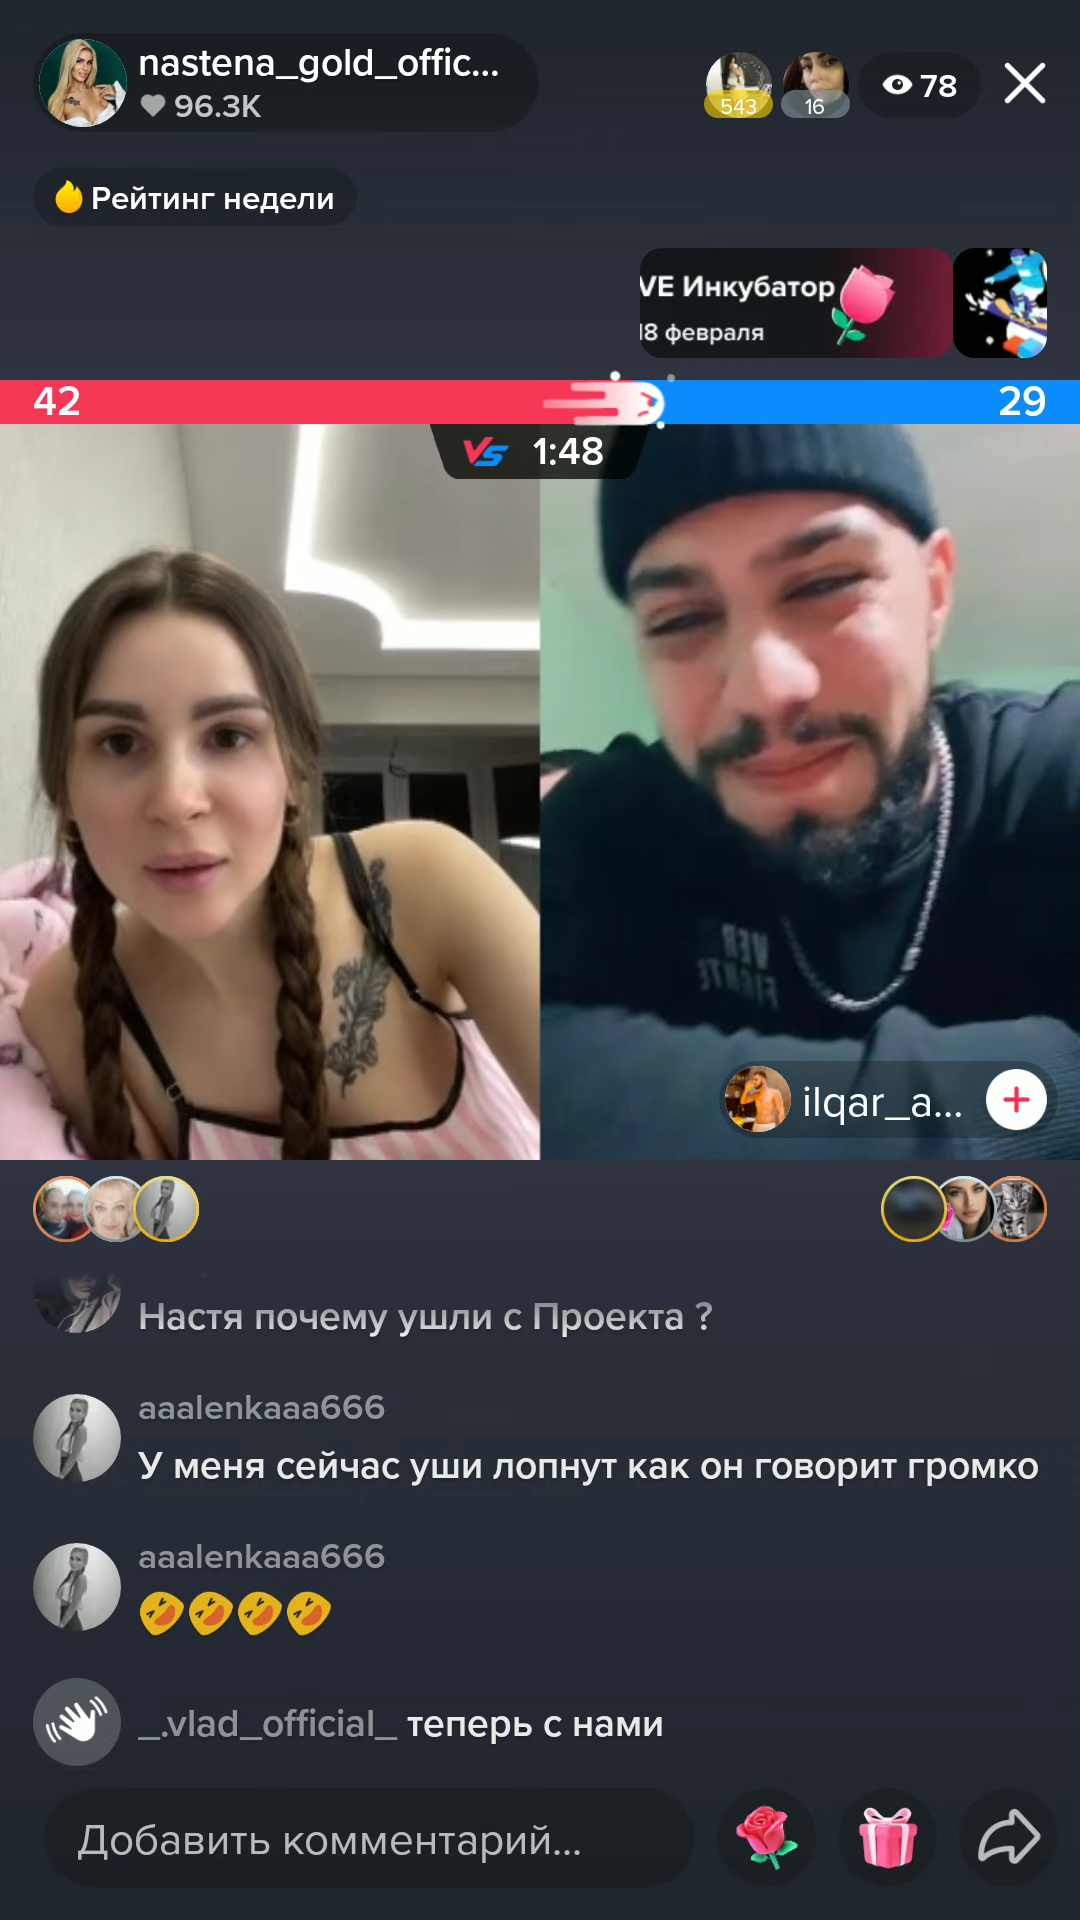 nastena_gold_offic...
96.3K
543
16
78
Рейтинг недели
VE Инкубатор
18 февраля
42
29
VS 1:48
ilqar_a...
Настя почему ушли с Проекта ?
aaalenkaaa666
У меня сейчас уши лопнут как он говорит громко
aaalenkaaa666
🤣🤣🤣🤣
_.vlad_official_ теперь с нами
Добавить комментарий...